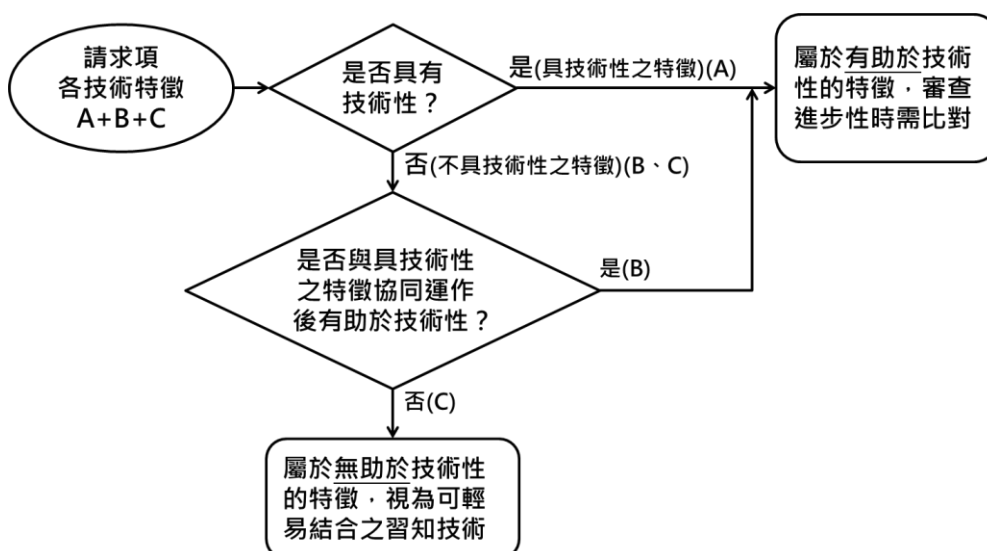 請求項
各技術特徵
A+B+C
是否具有
技術性？
是(具技術性之特徵)(A)
屬於有助於技術
性的特徵，審查
進步性時需比對
否(不具技術性之特徵)(B、C)
是否與具技術性
之特徵協同運作
後有助於技術性？
是(B)
否(C)
屬於無助於技術性
的特徵，視為可輕
易結合之習知技術